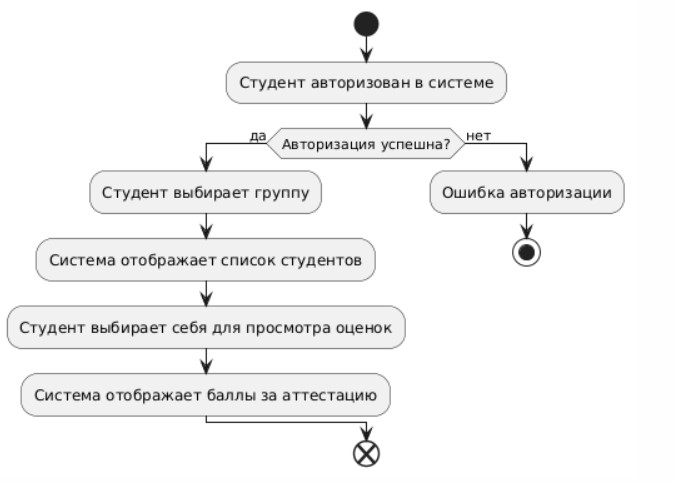 Студент авторизован в системе
да
Авторизация успешна?
нет
Студент выбирает группу
Ошибка авторизации
Система отображает список студентов
Студент выбирает себя для просмотра оценок
Система отображает баллы за аттестацию